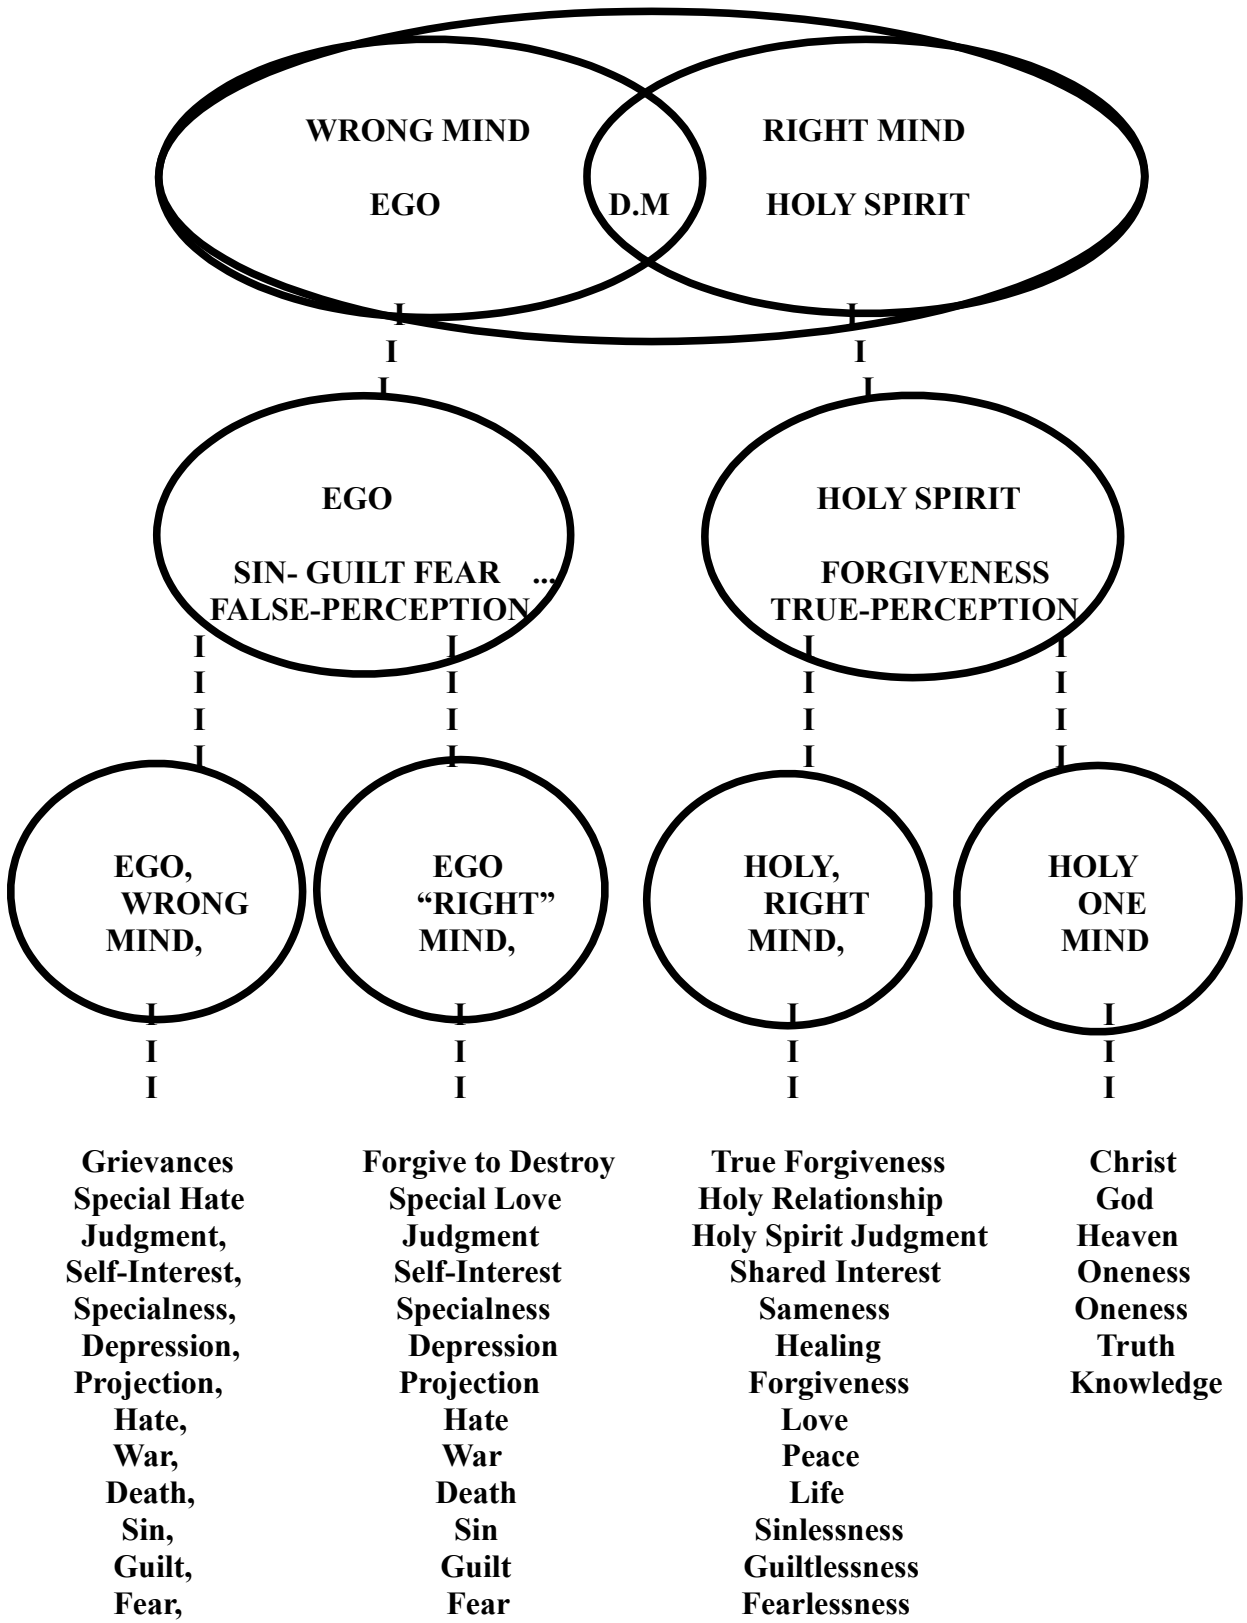 WRONG MIND RIGHT MIND
EGO D.M HOLY SPIRIT
I I
I I
I I
EGO HOLY SPIRIT
SIN- GUILT FEAR ... FORGIVENESS
FALSE-PERCEPTION TRUE-PERCEPTION
I I I I
I I I I
I I I I
I I I I
EGO, EGO HOLY, HOLY
WRONG “RIGHT” RIGHT ONE
MIND, MIND, MIND, MIND
I I I I
I I I I
I I I I
Grievances Forgive to Destroy True Forgiveness Christ
Special Hate Special Love Holy Relationship God
Judgment, Judgment Holy Spirit Judgment Heaven
Self-Interest, Self-Interest Shared Interest Oneness
Specialness, Specialness Sameness Oneness
Depression, Depression Healing Truth
Projection, Projection Forgiveness Knowledge
Hate, Hate Love
War, War Peace
Death, Death Life
Sin, Sin Sinlessness
Guilt, Guilt Guiltlessness
Fear, Fear Fearlessness